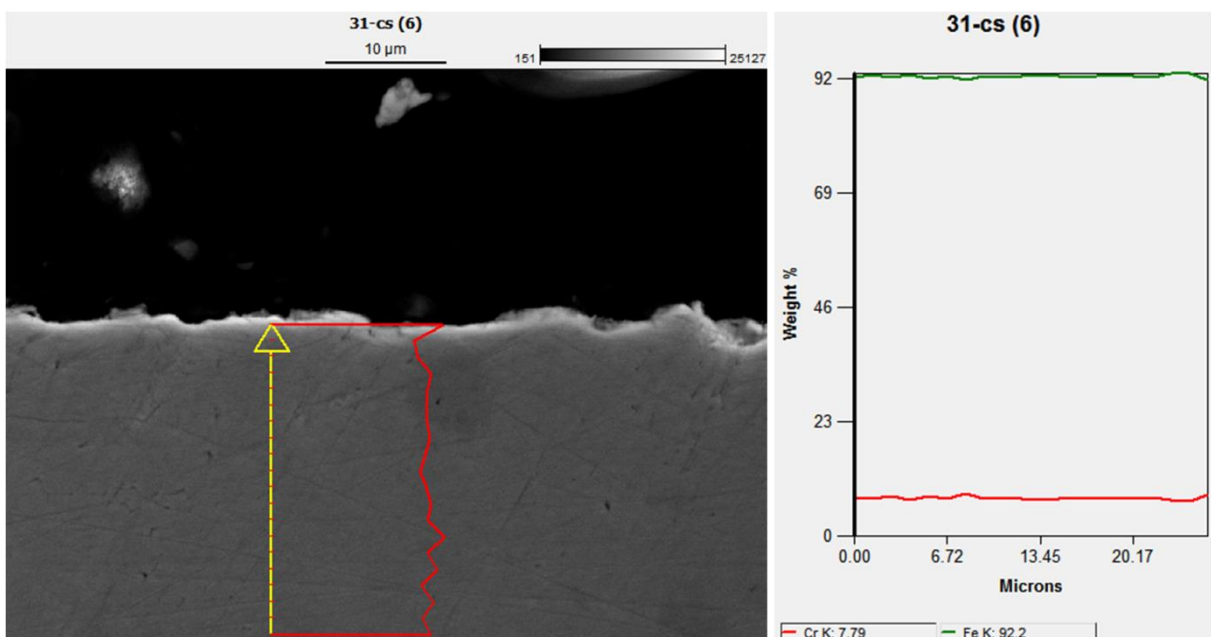 31-cs (6)
10 µm
151
25127
31-cs (6)
92
69
46
23
0
Weight %
0.00
6.72
13.45
20.17
Microns
Cr K: 7.79
Fe K: 92.2